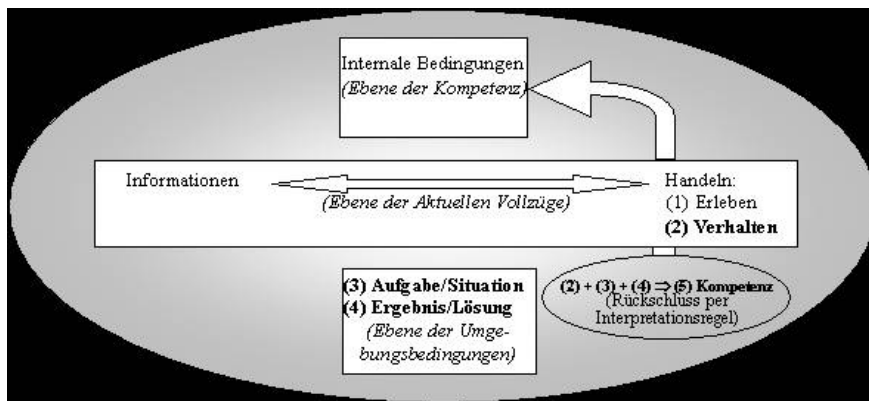 Internale Bedingungen
(Ebene der Kompetenz)
Informationen
(Ebene der Aktuellen Vollzüge)
Handeln:
(1) Erleben
(2) Verhalten
(3) Aufgabe/Situation
(4) Ergebnis/Lösung
(Ebene der Umge-
bungsbedingungen)
(2) + (3) + (4) ⇒ (5) Kompetenz
(Rückschluss per
Interpretationsregel)